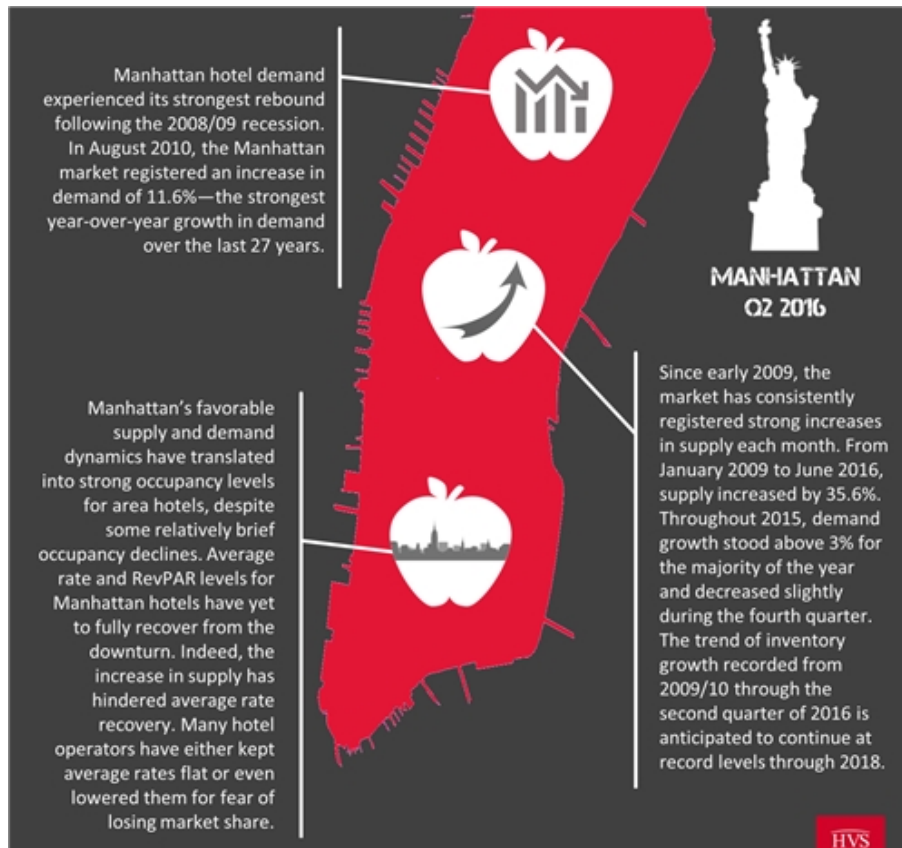 Manhattan hotel demand
experienced its strongest rebound
following the 2008/09 recession.
In August 2010, the Manhattan
market registered an increase in
demand of 11.6%—the strongest
year-over-year growth in demand
over the last 27 years.
MANHATTAN
Q2 2016
Since early 2009, the
market has consistently
registered strong increases
in supply each month. From
January 2009 to June 2016,
supply increased by 35.6%.
Throughout 2015, demand
growth stood above 3% for
the majority of the year
and decreased slightly
during the fourth quarter.
The trend of inventory
growth recorded from
2009/10 through the
second quarter of 2016 is
anticipated to continue at
record levels through 2018.
Manhattan’s favorable
supply and demand
dynamics have translated
into strong occupancy levels
for area hotels, despite
some relatively brief
occupancy declines. Average
rate and RevPAR levels for
Manhattan hotels have yet
to fully recover from the
downturn. Indeed, the
increase in supply has
hindered average rate
recovery. Many hotel
operators have either kept
average rates flat or even
lowered them for fear of
losing market share.
HVS